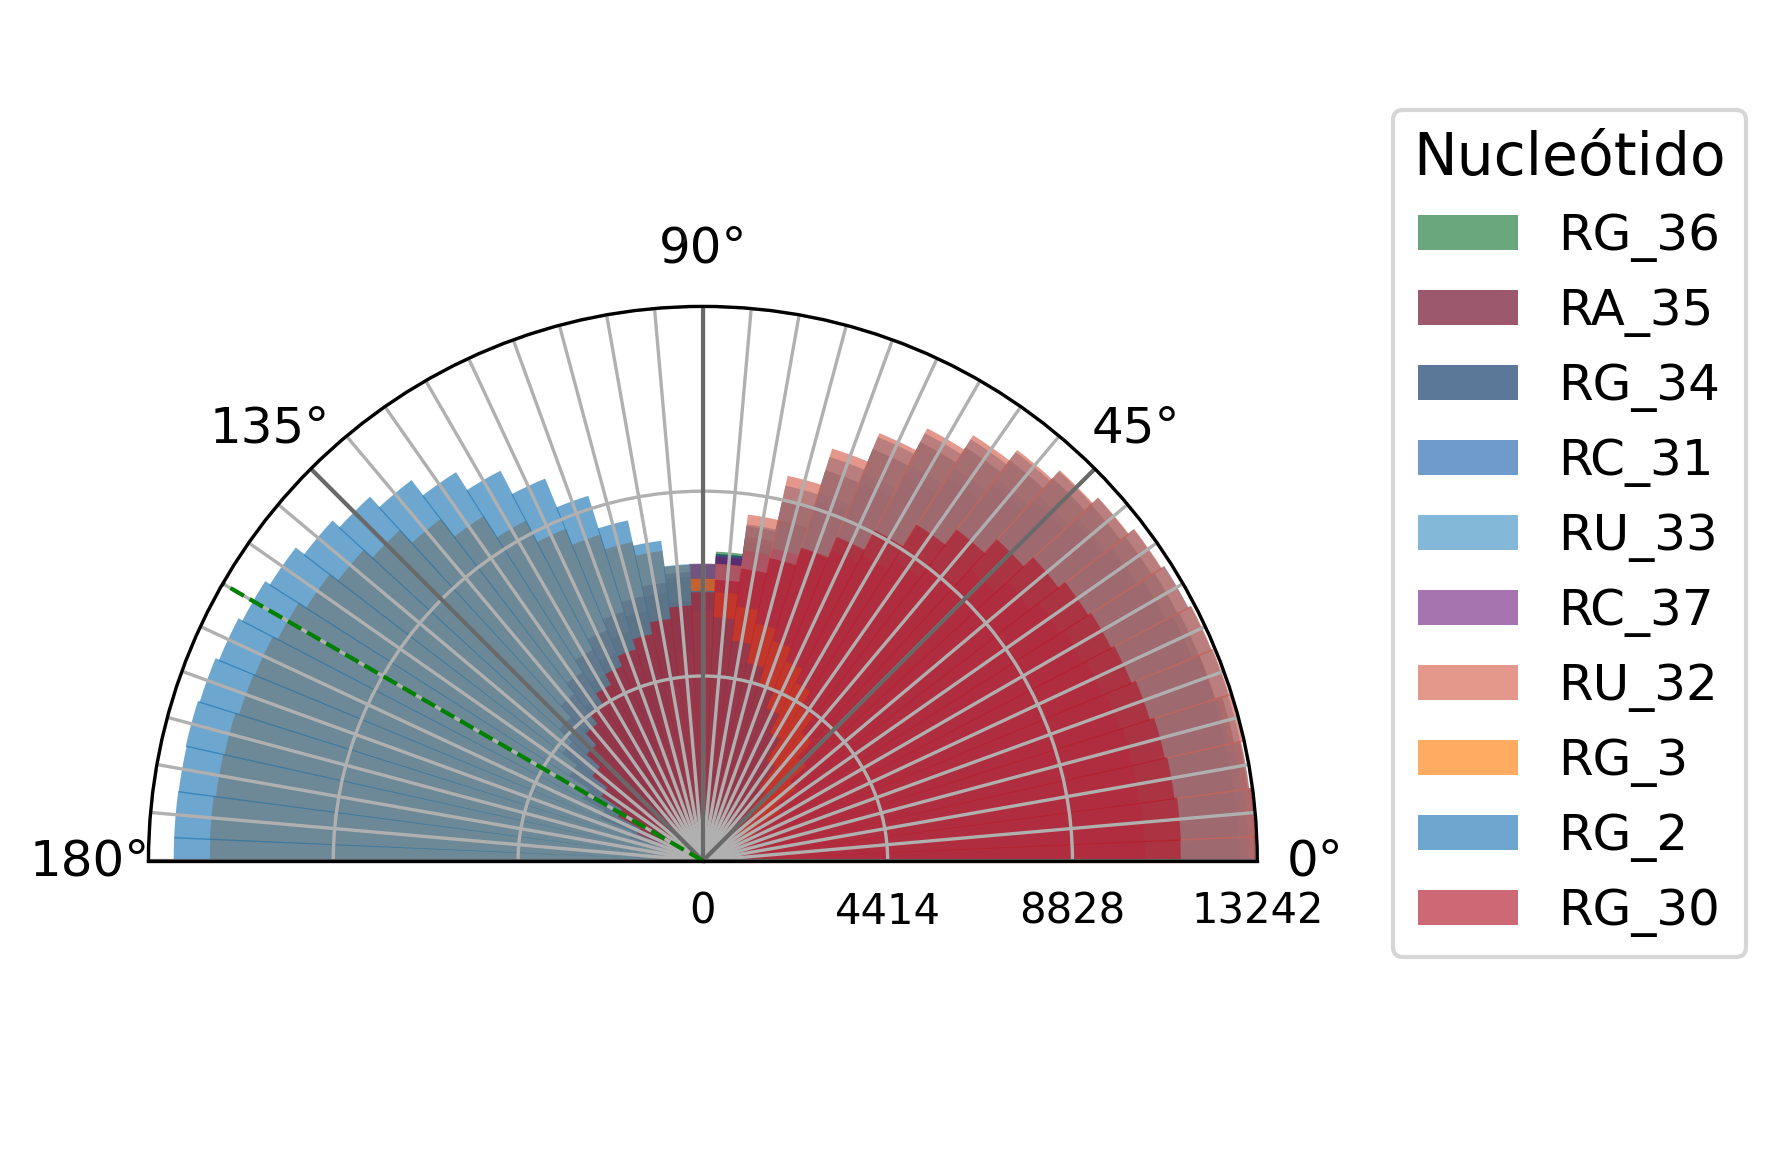 90°
135°
45°
180°
0°
0
4414
8828
13242
Nucleótido
RG_36
RA_35
RG_34
RC_31
RU_33
RC_37
RU_32
RG_3
RG_2
RG_30